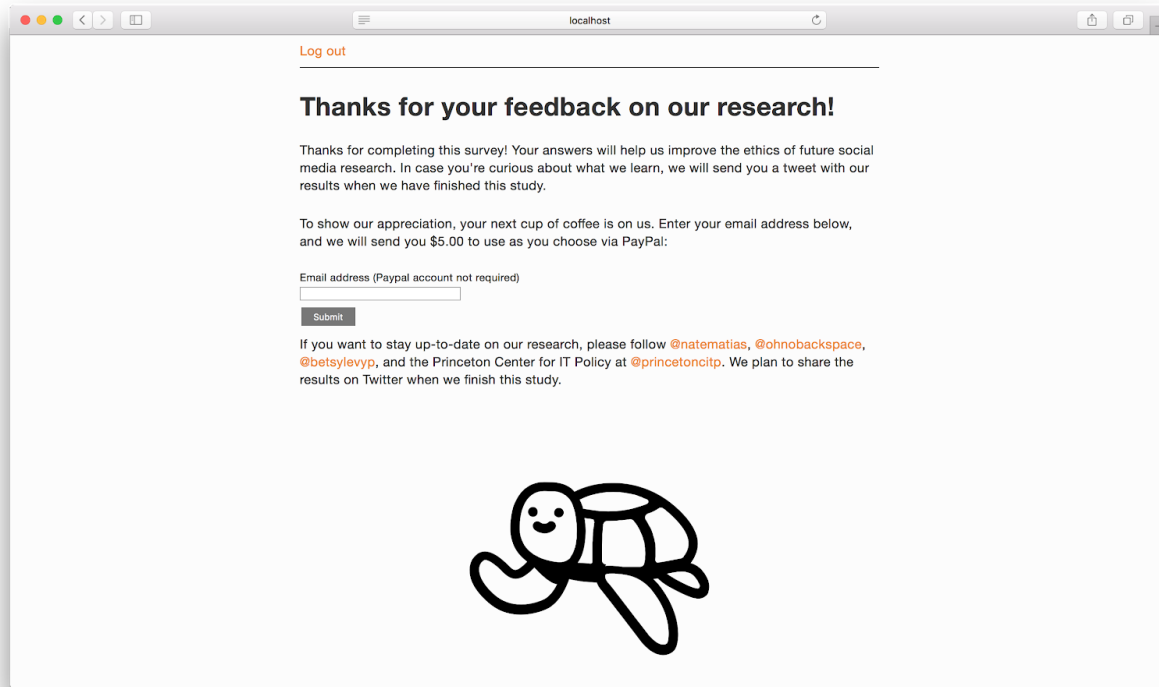 localhost
Log out
Thanks for your feedback on our research!
Thanks for completing this survey! Your answers will help us improve the ethics of future social
media research. In case you're curious about what we learn, we will send you a tweet with our
results when we have finished this study.
To show our appreciation, your next cup of coffee is on us. Enter your email address below,
and we will send you $5.00 to use as you choose via PayPal:
Email address (Paypal account not required)
Submit
If you want to stay up-to-date on our research, please follow @natematias, @ohnobackspace,
@betsylevyp, and the Princeton Center for IT Policy at @princetoncitp. We plan to share the
results on Twitter when we finish this study.